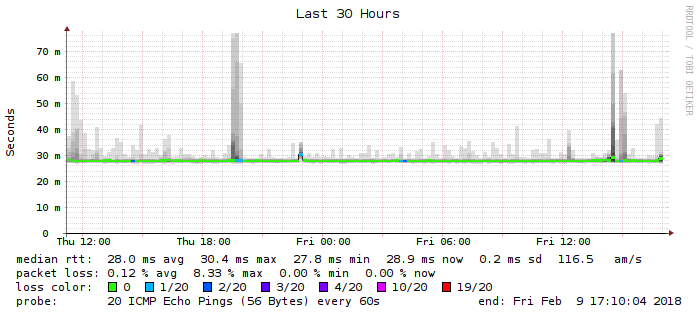 Last 30 Hours
RRDTOOL / TOBI OETIKER
Seconds
70 m
60 m
50 m
40 m
30 m
20 m
10 m
0
Thu 12:00 Thu 18:00 Fri 00:00 Fri 06:00 Fri 12:00
median rtt: 28.0 ms avg 30.4 ms max 27.8 ms min 28.9 ms now 0.2 ms sd 116.5 am/s
packet loss: 0.12 % avg 8.33 % max 0.00 % min 0.00 % now
loss color: 0 1/20 2/20 3/20 4/20 10/20 19/20
probe: 20 ICMP Echo Pings (56 Bytes) every 60s end: Fri Feb 9 17:10:04 2018